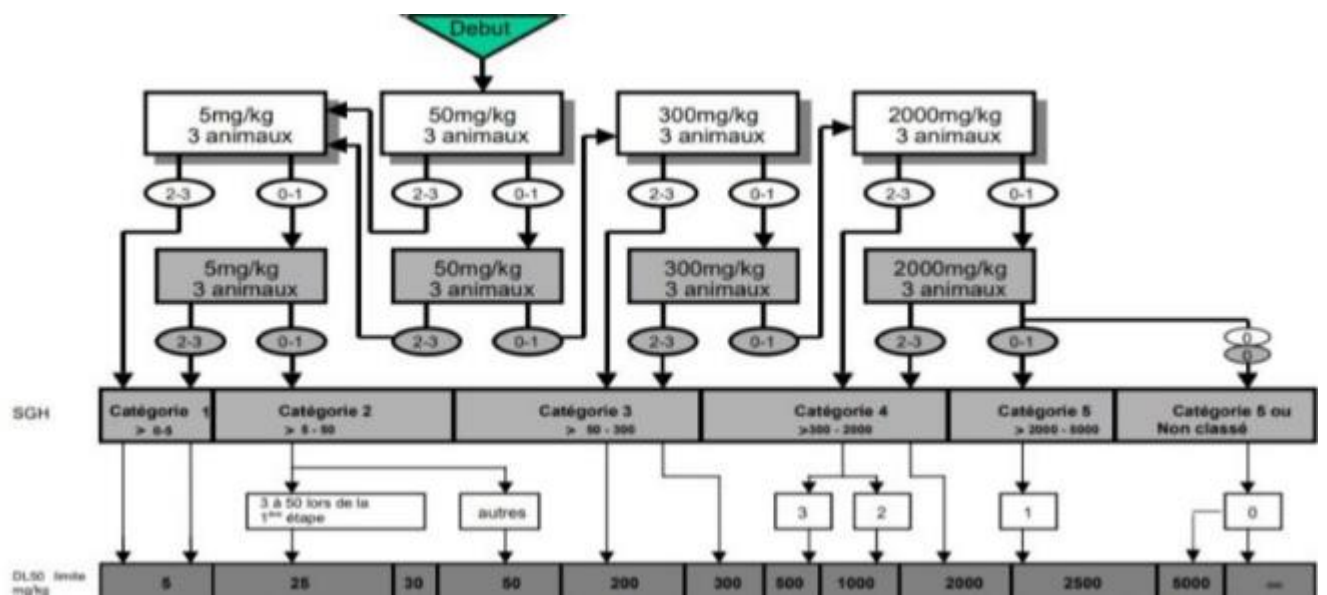 Debut
5mg/kg
3 animaux
50mg/kg
3 animaux
300mg/kg
3 animaux
2000mg/kg
3 animaux
2-3
0-1
2-3
0-1
2-3
0-1
2-3
0-1
5mg/kg
3 animaux
50mg/kg
3 animaux
300mg/kg
3 animaux
2000mg/kg
3 animaux
2-3
0-1
2-3
0-1
2-3
0-1
2-3
0-1
0
0
SGH
Catégorie 1
> 0-5
Catégorie 2
> 5 - 50
Catégorie 3
> 50 - 300
Catégorie 4
>300 - 2000
Catégorie 5
> 2000 - 5000
Catégorie 5 ou
Non classé
3 à 50 lors de la
étape
autres
3
2
1
0
DL50 limite
mg/kg
5
25
30
50
200
300
500
1000
2000
2500
5000